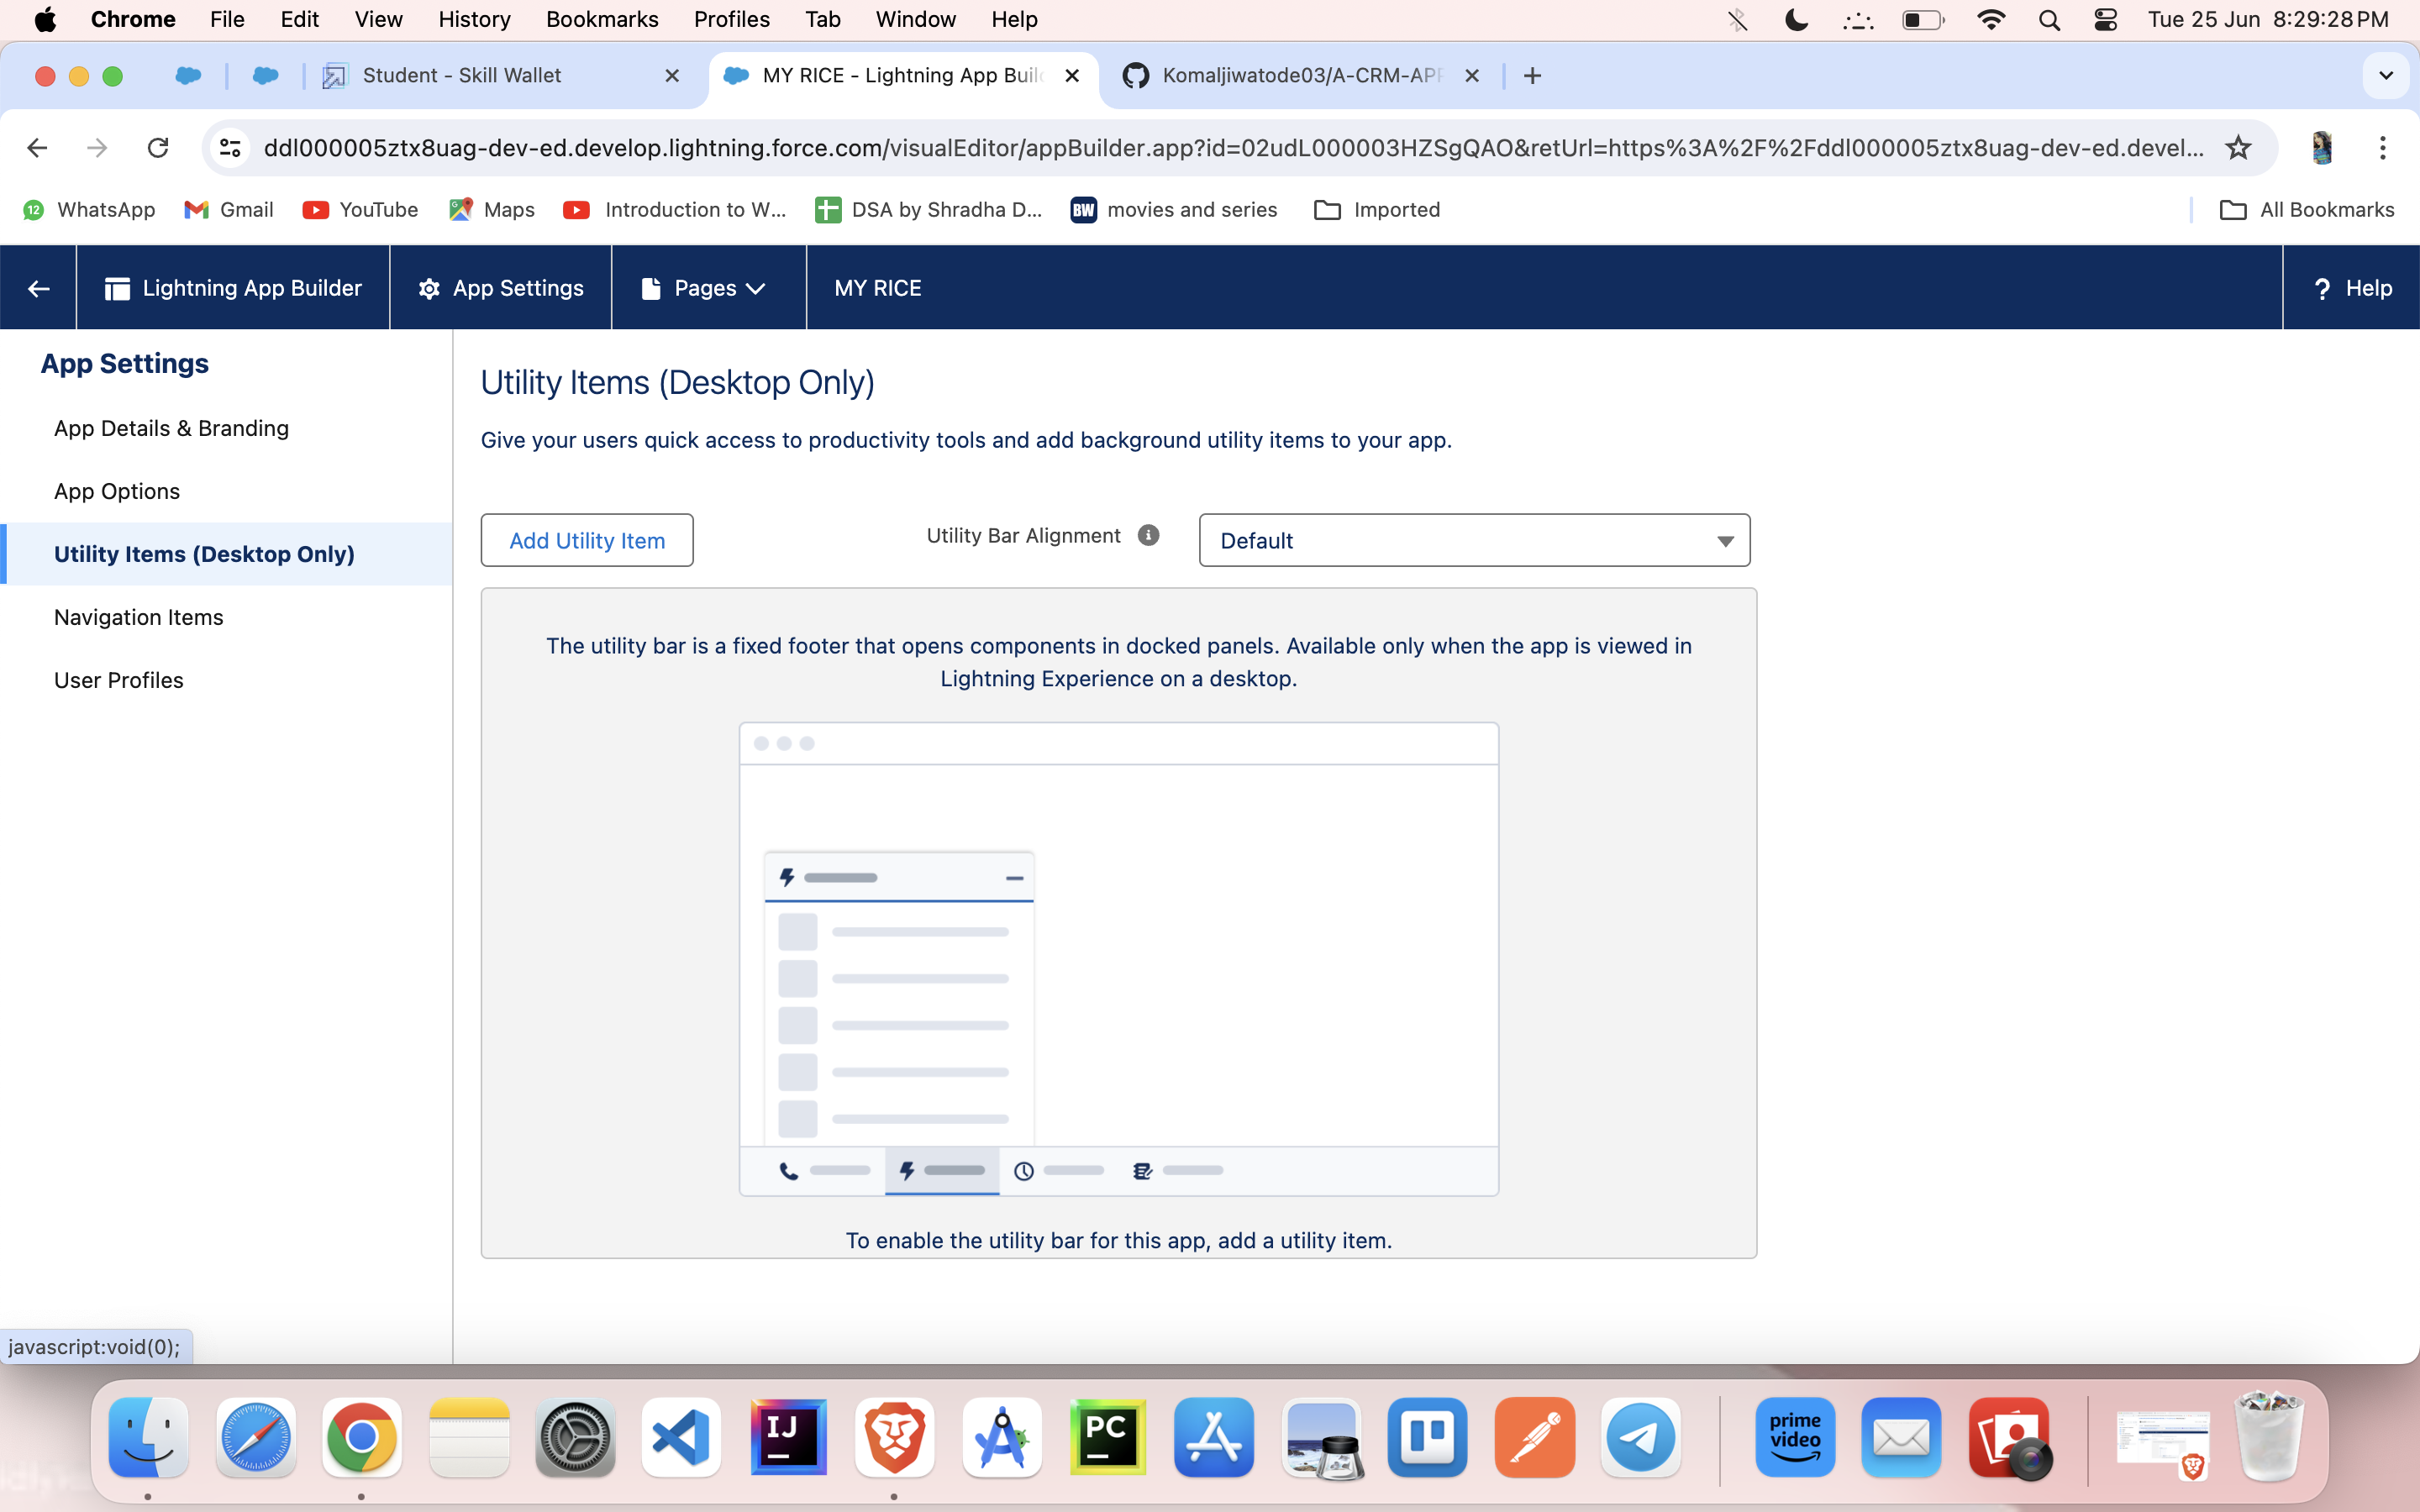 Chrome File Edit View History Bookmarks Profiles Tab Window Help Tue 25 Jun 8:29:28 PM
Student - Skill Wallet MY RICE - Lightning App Buil Komaljiwatode03/A-CRM-APP
ddl000005ztx8uag-dev-ed.develop.lightning.force.com/visualEditor/appBuilder.app?id=02udL000003HZSgQAO&retUrl=https%3A%2F%2Fddl000005ztx8uag-dev-ed.devel...
12 WhatsApp Gmail YouTube Maps Introduction to W... DSA by Shradha D... BW movies and series Imported All Bookmarks
Lightning App Builder App Settings Pages MY RICE ? Help
App Settings
App Details & Branding
App Options
Utility Items (Desktop Only)
Navigation Items
User Profiles
Utility Items (Desktop Only)
Give your users quick access to productivity tools and add background utility items to your app.
Add Utility Item Utility Bar Alignment Default
The utility bar is a fixed footer that opens components in docked panels. Available only when the app is viewed in
Lightning Experience on a desktop.
To enable the utility bar for this app, add a utility item.
javascript:void(0);
IJ PC prime
video